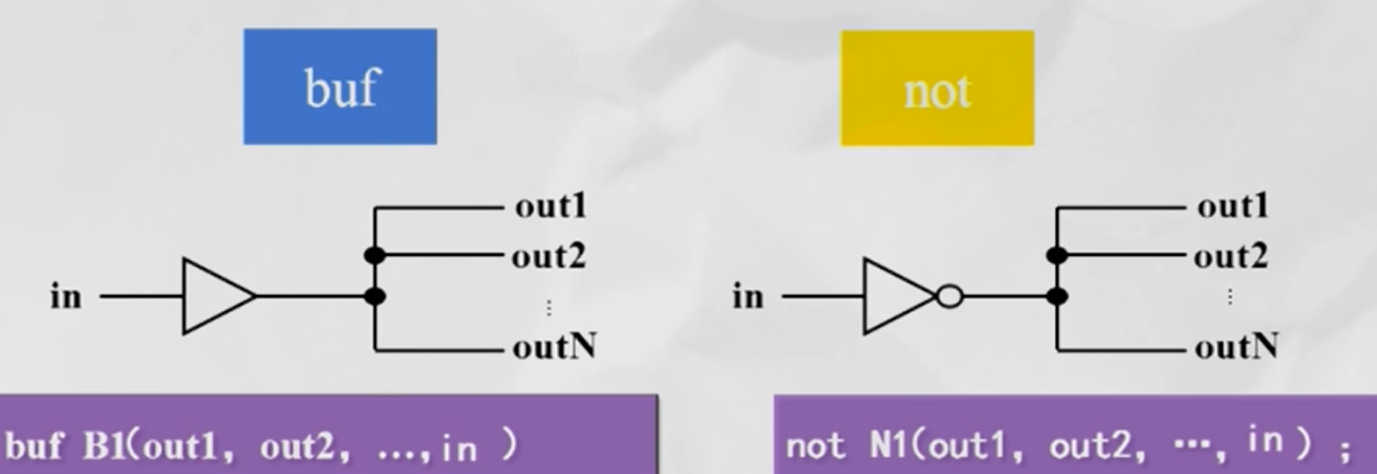 buf
not
out1
out2
in
⋮
outN
out1
out2
in
⋮
outN
buf B1(out1, out2, ...,in )
not N1(out1, out2, …, in ) ;